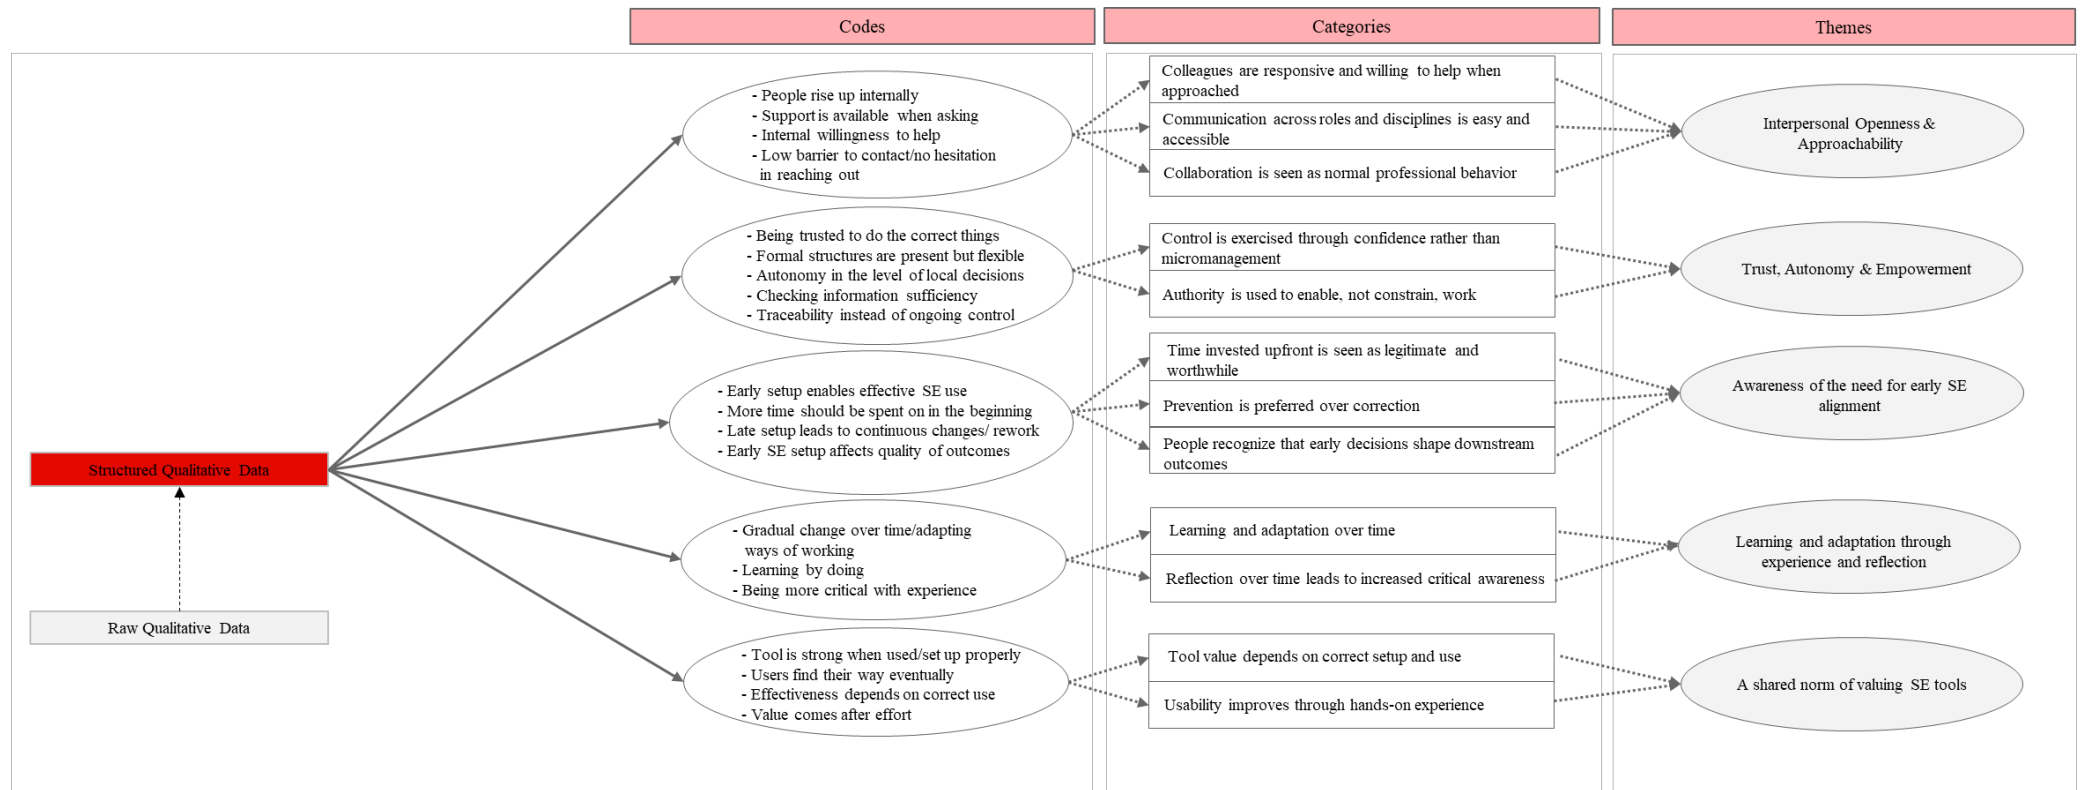 Codes
Categories
Themes
- People rise up internally
- Support is available when asking
- Internal willingness to help
- Low barrier to contact/no hesitation
in reaching out
Colleagues are responsive and willing to help when
approached
Communication across roles and disciplines is easy and
accessible
Collaboration is seen as normal professional behavior
Interpersonal Openness &
Approachability
- Being trusted to do the correct things
- Formal structures are present but flexible
- Autonomy in the level of local decisions
- Checking information sufficiency
- Traceability instead of ongoing control
Control is exercised through confidence rather than
micromanagement
Authority is used to enable, not constrain, work
Trust, Autonomy & Empowerment
- Early setup enables effective SE use
- More time should be spent on in the beginning
- Late setup leads to continuous changes/ rework
- Early SE setup affects quality of outcomes
Time invested upfront is seen as legitimate and
worthwhile
Prevention is preferred over correction
People recognize that early decisions shape downstream
outcomes
Awareness of the need for early SE
alignment
Structured Qualitative Data
Raw Qualitative Data
- Gradual change over time/adapting
ways of working
- Learning by doing
- Being more critical with experience
Learning and adaptation over time
Reflection over time leads to increased critical awareness
Learning and adaptation through
experience and reflection
- Tool is strong when used/set up properly
- Users find their way eventually
- Effectiveness depends on correct use
- Value comes after effort
Tool value depends on correct setup and use
Usability improves through hands-on experience
A shared norm of valuing SE tools